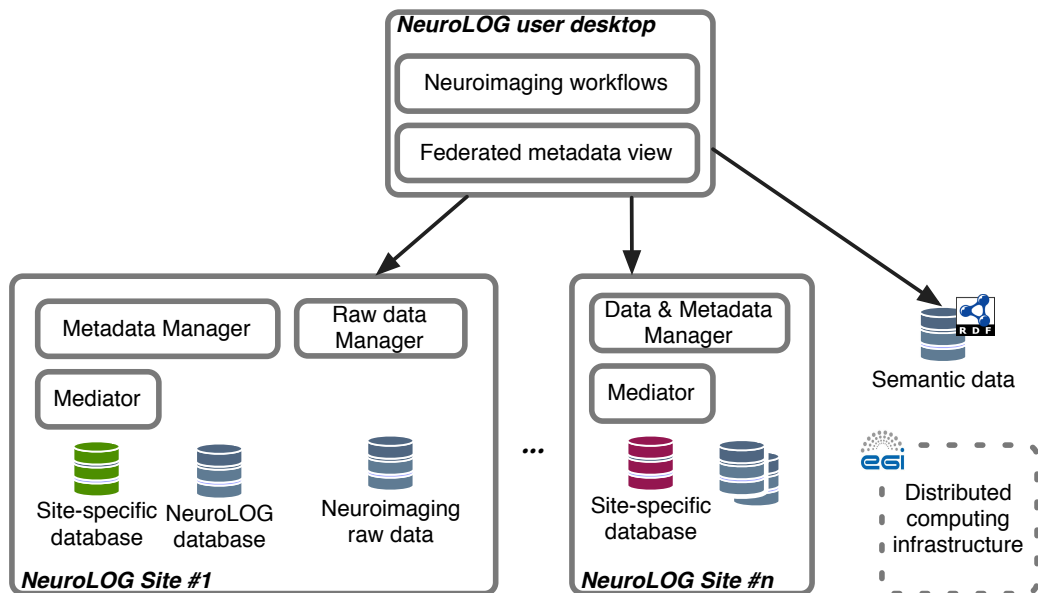 NeuroLOG user desktop
Neuroimaging workflows
Federated metadata view
Metadata Manager
Raw data
Manager
Mediator
Site-specific
database
NeuroLOG
database
Neuroimaging
raw data
NeuroLOG Site #1
...
Data & Metadata
Manager
Mediator
Site-specific
database
NeuroLOG Site #n
RDF
Semantic data
egi
Distributed
computing
infrastructure